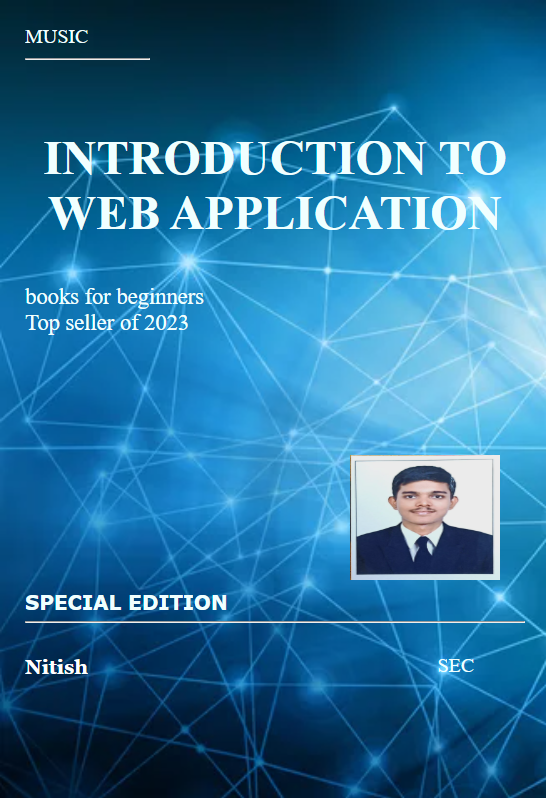 MUSIC
INTRODUCTION TO
WEB APPLICATION
books for beginners
Top seller of 2023
SPECIAL EDITION
Nitish
SEC